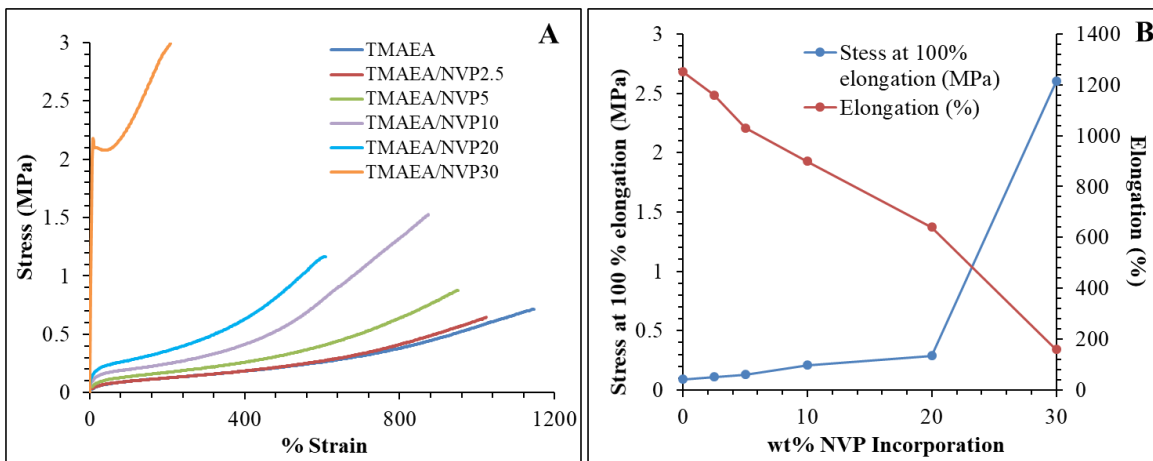 A
3
2.5
2
1.5
1
0.5
0
Stress (MPa)
TMAEA
TMAEA/NVP2.5
TMAEA/NVP5
TMAEA/NVP10
TMAEA/NVP20
TMAEA/NVP30
0
400
800
1200
% Strain
B
3
2.5
2
1.5
1
0.5
0
Stress at 100 % elongation (MPa)
Stess at 100%
elongation (MPa)
Elongation (%)
1400
1200
1000
800
600
400
200
0
Elongation
(%)
0
10
20
30
wt% NVP Incorporation